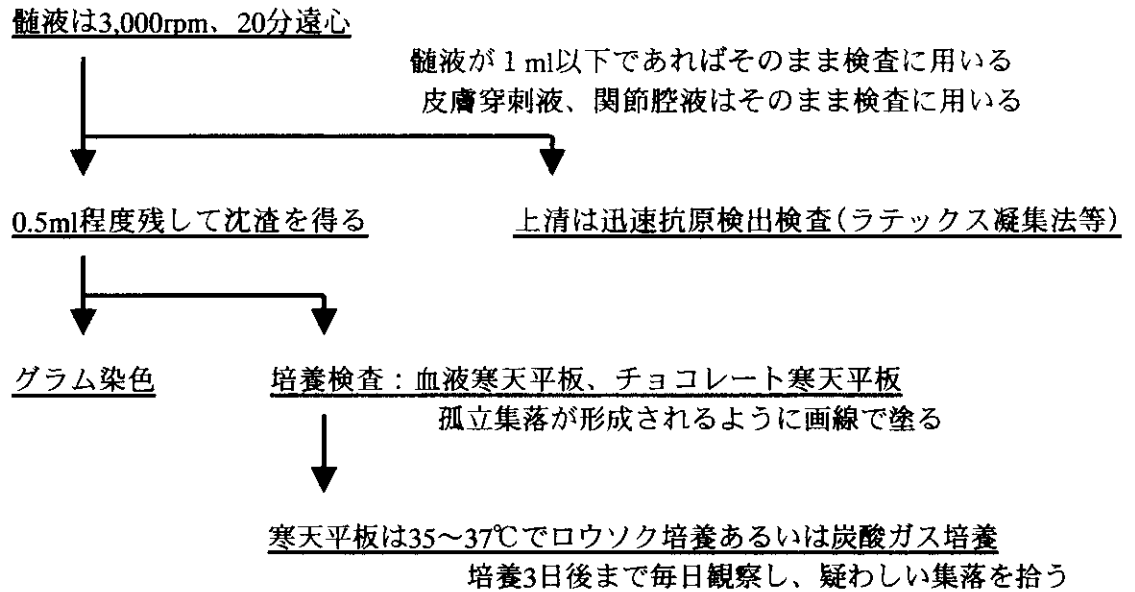 髄液は3,000rpm、20分遠心
髄液が１ml以下であればそのまま検査に用いる
皮膚穿刺液、関節腔液はそのまま検査に用いる
0.5ml程度残して沈渣を得る
上清は迅速抗原検出検査(ラテックス凝集法等)
グラム染色
培養検査：血液寒天平板、チョコレート寒天平板
孤立集落が形成されるように画線で塗る
寒天平板は35～37℃でロウソク培養あるいは炭酸ガス培養
培養3日後まで毎日観察し、疑わしい集落を拾う